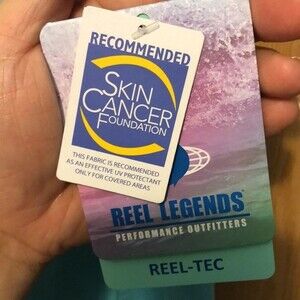 RECOMMENDED
SKIN
CANCER
FOUNDATION
THIS FABRIC IS RECOMMENDED
AS AN EFFECTIVE UV PROTECTANT
ONLY FOR COVERED AREAS
REEL LEGENDS
PERFORMANCE OUTFITTERS
REEL-TEC